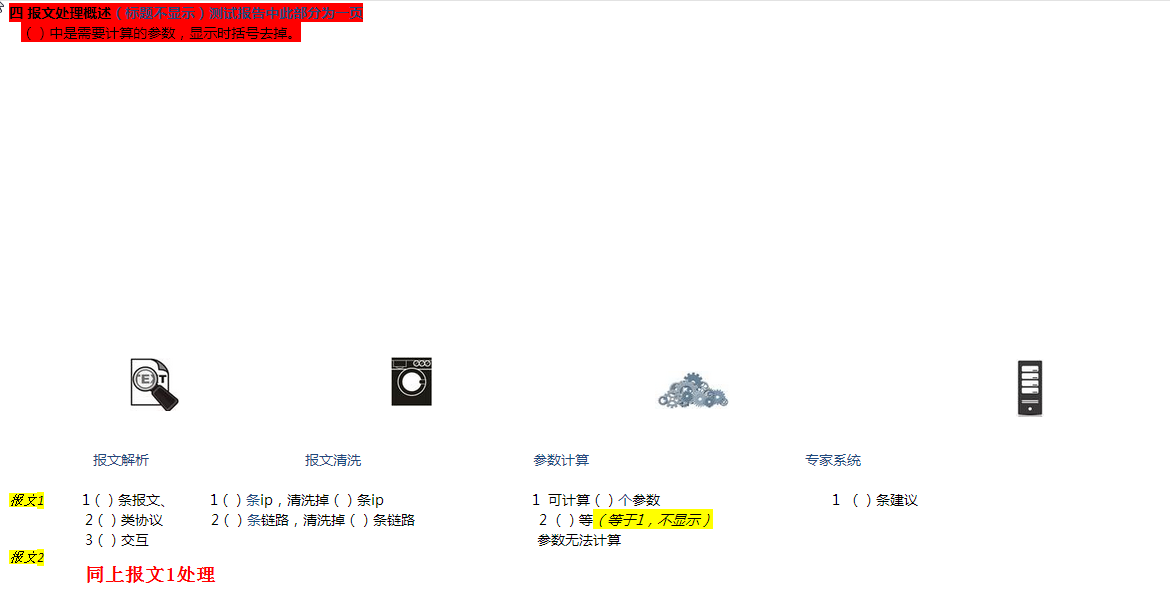 四 报文处理概述（标题不显示）测试报告中此部分为一页
（ ）中是需要计算的参数，显示时括号去掉。
TEXT
报文解析 报文清洗 参数计算 专家系统
报文1 1（ ）条报文、 1（ ）条ip，清洗掉（ ）条ip 1 可计算（ ）个参数 1 （ ）条建议
2（ ）类协议 2（ ）条链路，清洗掉（ ）条链路 2 （ ）等（等于1，不显示）
3（ ）交互 参数无法计算
报文2
同上报文1处理